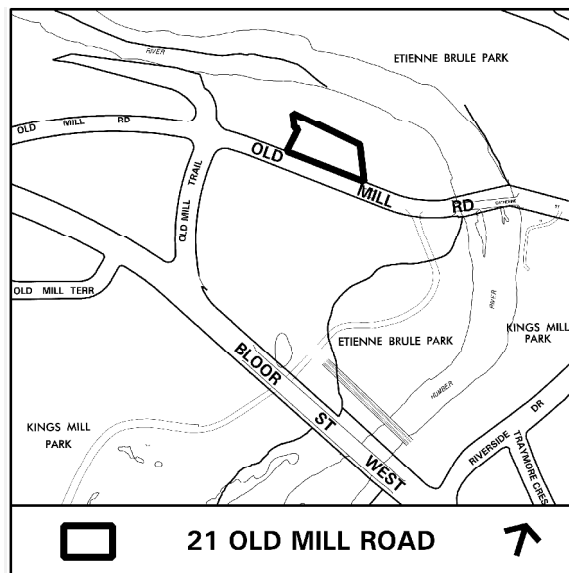 RIVER
ETIENNE BRULE PARK
OLD MILL RD
OLD MILL RD
OLD MILL TRAIL
OLD MILL TERR
RIVER
HUMBER
ETIENNE BRULE PARK
KINGS MILL
PARK
BLOOR ST WEST
KINGS MILL
PARK
RIVERSIDE DR
TRAYMORE CRES
21 OLD MILL ROAD